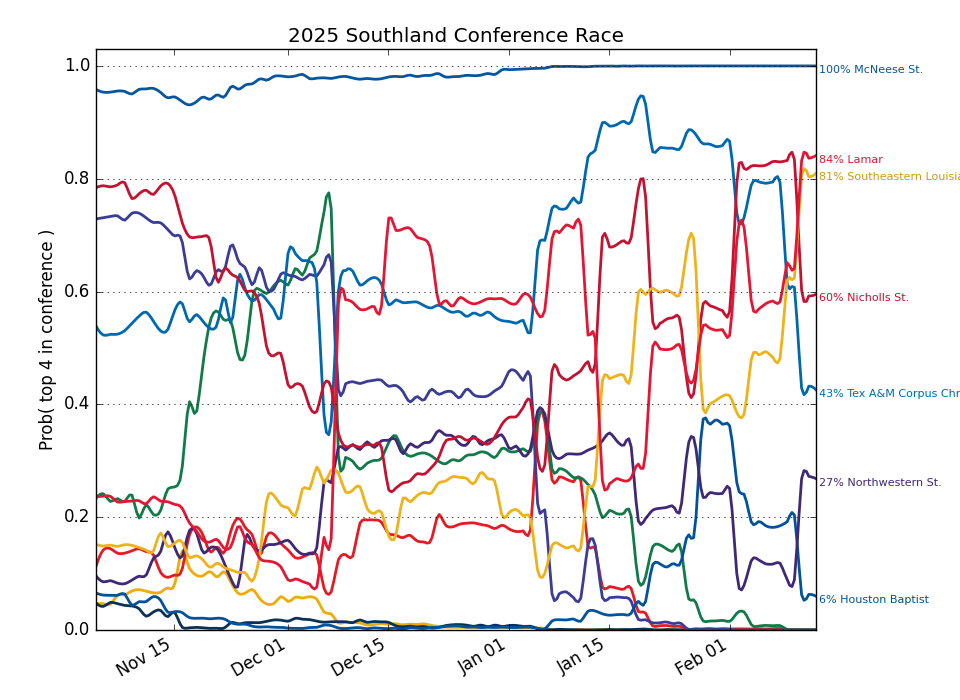 2025 Southland Conference Race
Prob( top 4 in conference )
1.0
0.8
0.6
0.4
0.2
0.0
Nov 15
Dec 01
Dec 15
Jan 01
Jan 15
Feb 01
100% McNeese St.
84% Lamar
81% Southeastern Louisia
60% Nicholls St.
43% Tex A&M Corpus Chr
27% Northwestern St.
6% Houston Baptist